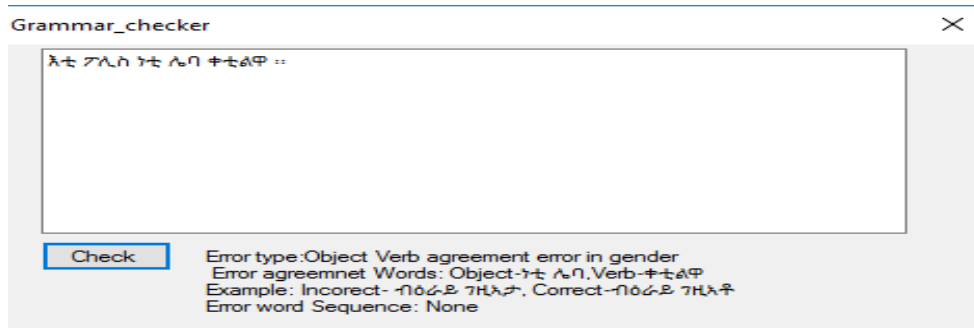 Grammar_checker
እቲ ፖሊስ ነቲ ሌባ ቀቲልዋ ።
Check
Error type:Object Verb agreement error in gender
Error agreemnet Words: Object-ነቲ ሌባ,Verb-ቀቲልዋ
Example: Incorect- ብዕራይ ገዚኣታ, Correct-ብዕራይ ገዚኣቶ
Error word Sequence: None